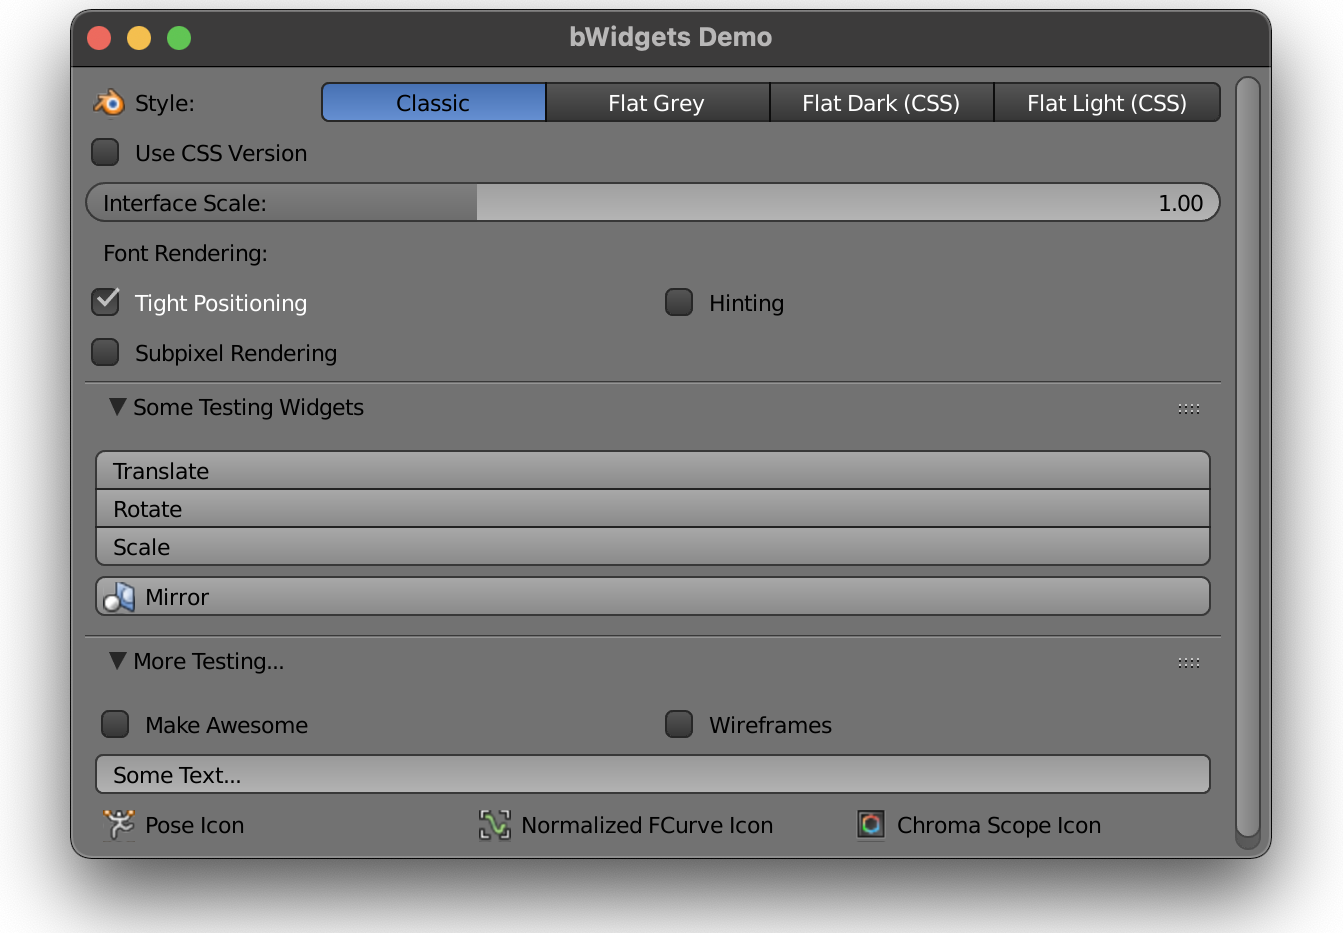 bWidgets Demo
Style: Classic Flat Grey Flat Dark (CSS) Flat Light (CSS)
Use CSS Version
Interface Scale: 1.00
Font Rendering:
Tight Positioning Hinting
Subpixel Rendering
Some Testing Widgets
Translate
Rotate
Scale
Mirror
More Testing...
Make Awesome Wireframes
Some Text...
Pose Icon Normalized FCurve Icon Chroma Scope Icon